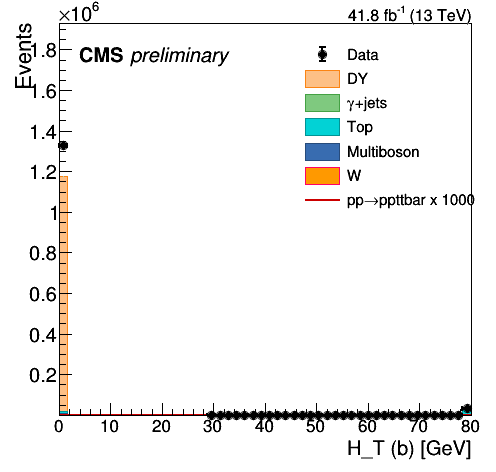 ×10⁶
41.8 fb⁻¹ (13 TeV)
Events
CMS preliminary
Data
DY
γ+jets
Top
Multiboson
W
pp→ppttbar x 1000
1.8
1.6
1.4
1.2
1
0.8
0.6
0.4
0.2
0 10 20 30 40 50 60 70 80
H_T (b) [GeV]